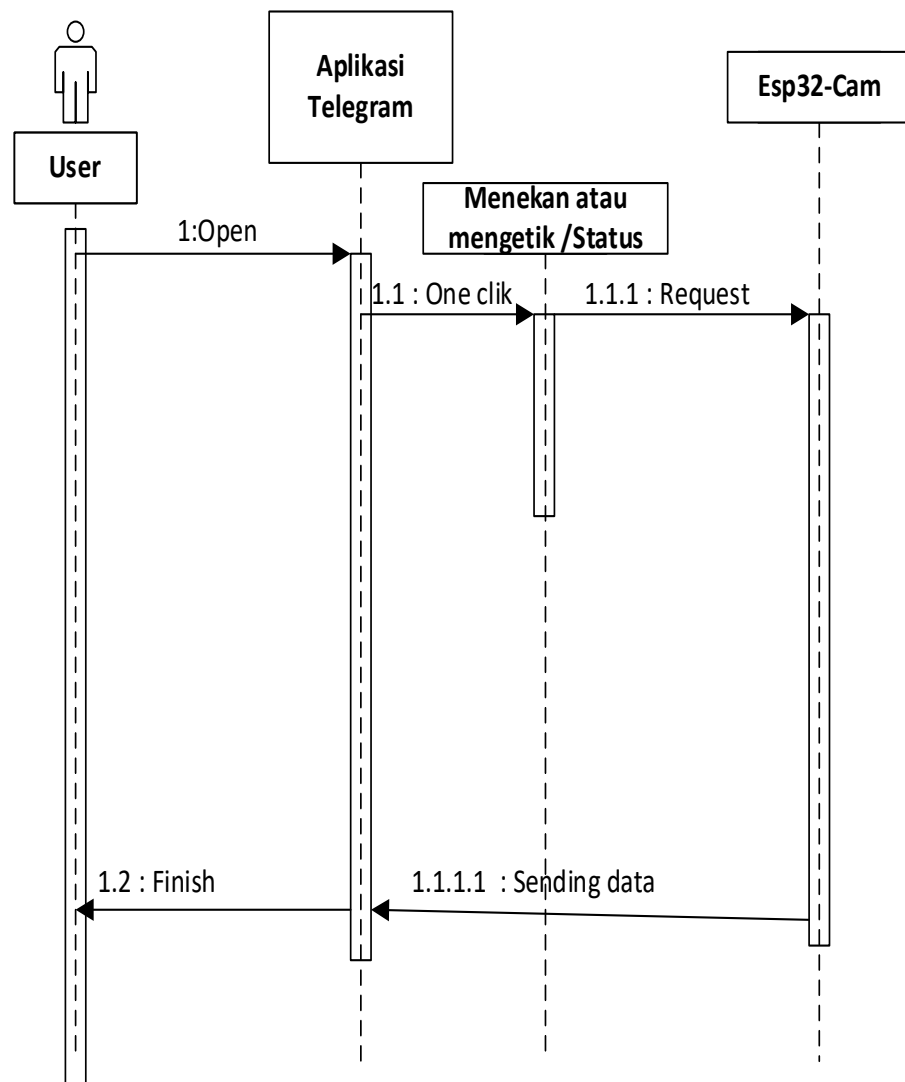 Aplikasi
Telegram
Esp32-Cam
User
Menekan atau
mengetik /Status
1:Open
1.1 : One clik
1.1.1 : Request
1.2 : Finish
1.1.1.1 : Sending data